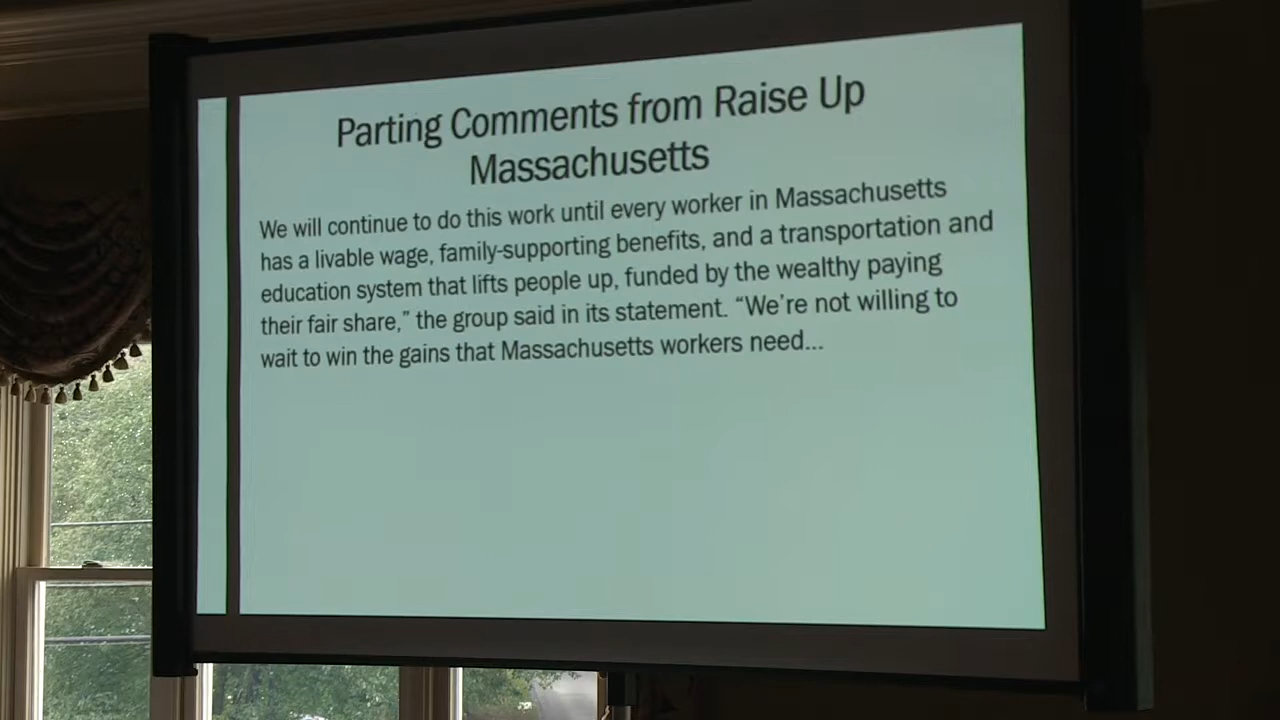 Parting Comments from Raise Up
Massachusetts
We will continue to do this work until every worker in Massachusetts
has a livable wage, family-supporting benefits, and a transportation and
education system that lifts people up, funded by the wealthy paying
their fair share,” the group said in its statement. “We’re not willing to
wait to win the gains that Massachusetts workers need...